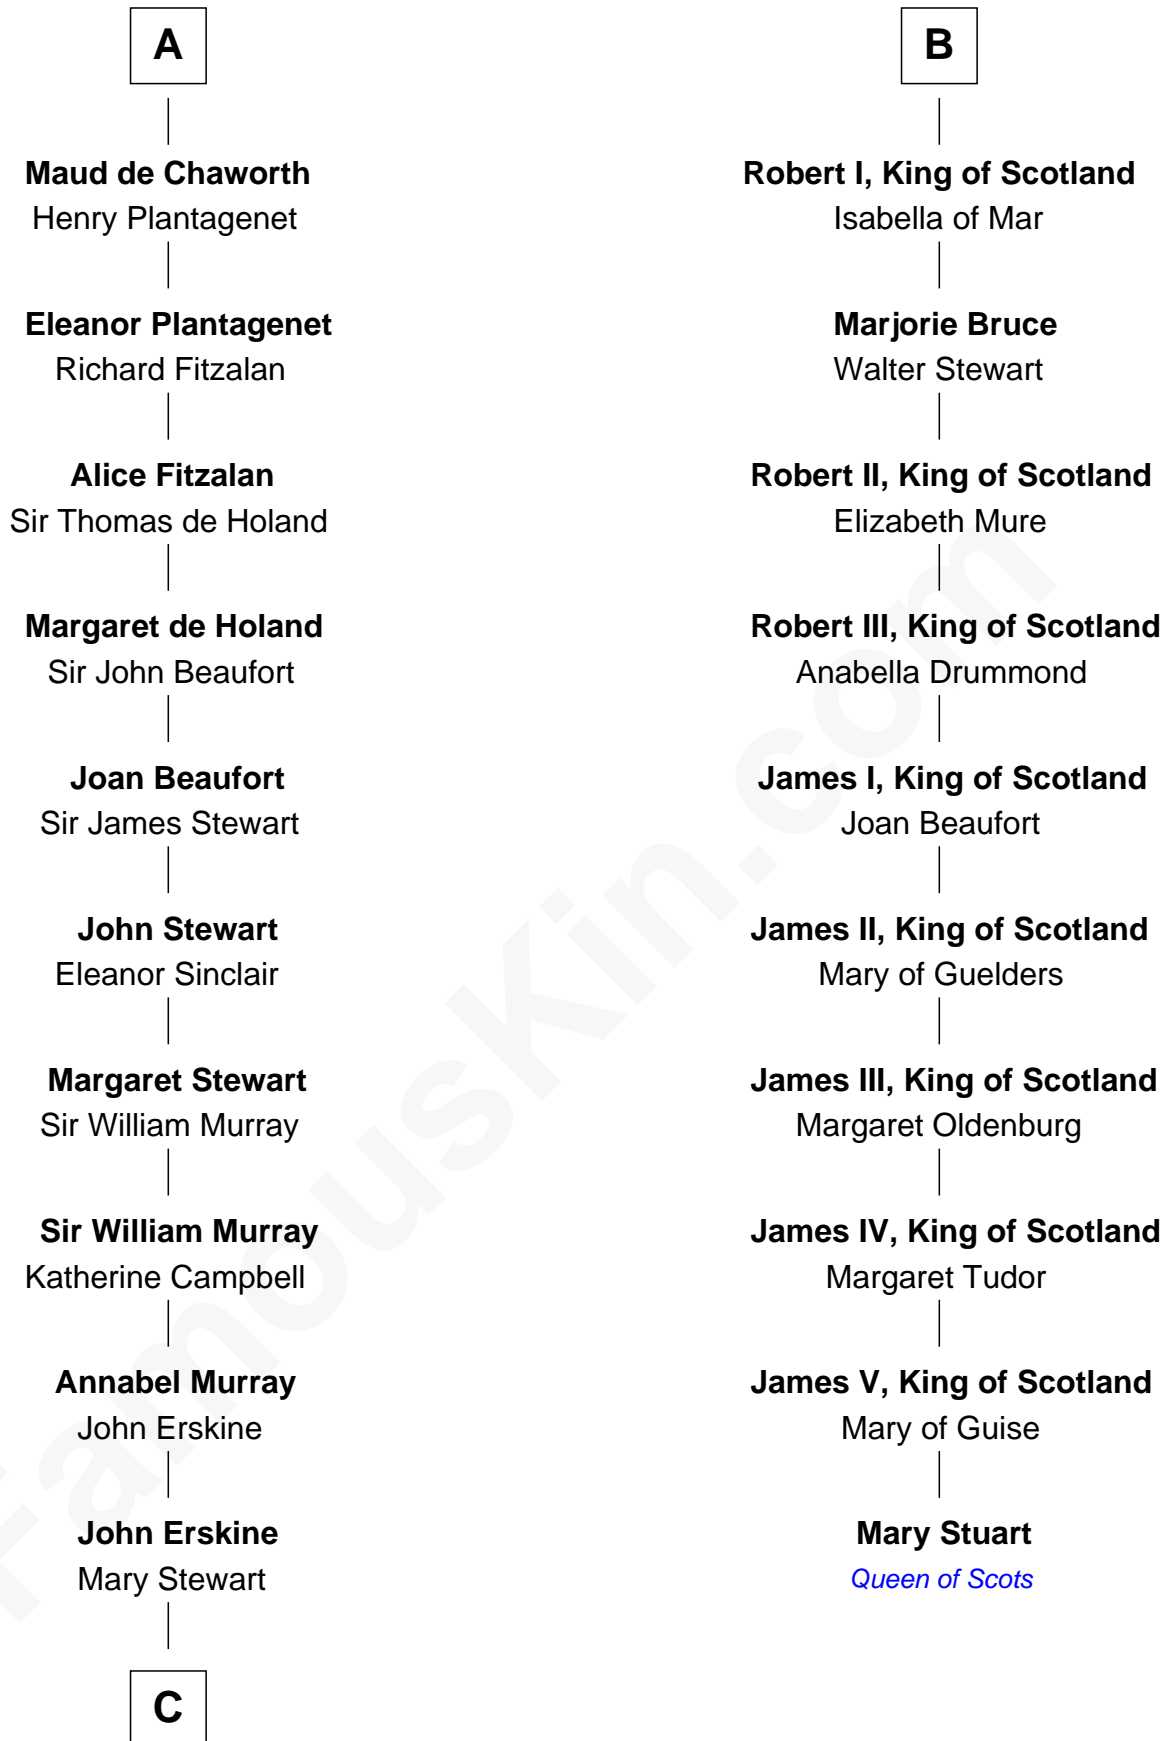 A
Maud de Chaworth
Henry Plantagenet
Eleanor Plantagenet
Richard Fitzalan
Alice Fitzalan
Sir Thomas de Holand
Margaret de Holand
Sir John Beaufort
Joan Beaufort
Sir James Stewart
John Stewart
Eleanor Sinclair
Margaret Stewart
Sir William Murray
Sir William Murray
Katherine Campbell
Annabel Murray
John Erskine
John Erskine
Mary Stewart
C
B
Robert I, King of Scotland
Isabella of Mar
Marjorie Bruce
Walter Stewart
Robert II, King of Scotland
Elizabeth Mure
Robert III, King of Scotland
Anabella Drummond
James I, King of Scotland
Joan Beaufort
James II, King of Scotland
Mary of Guelders
James III, King of Scotland
Margaret Oldenburg
James IV, King of Scotland
Margaret Tudor
James V, King of Scotland
Mary of Guise
Mary Stuart
Queen of Scots
FamousKin.com